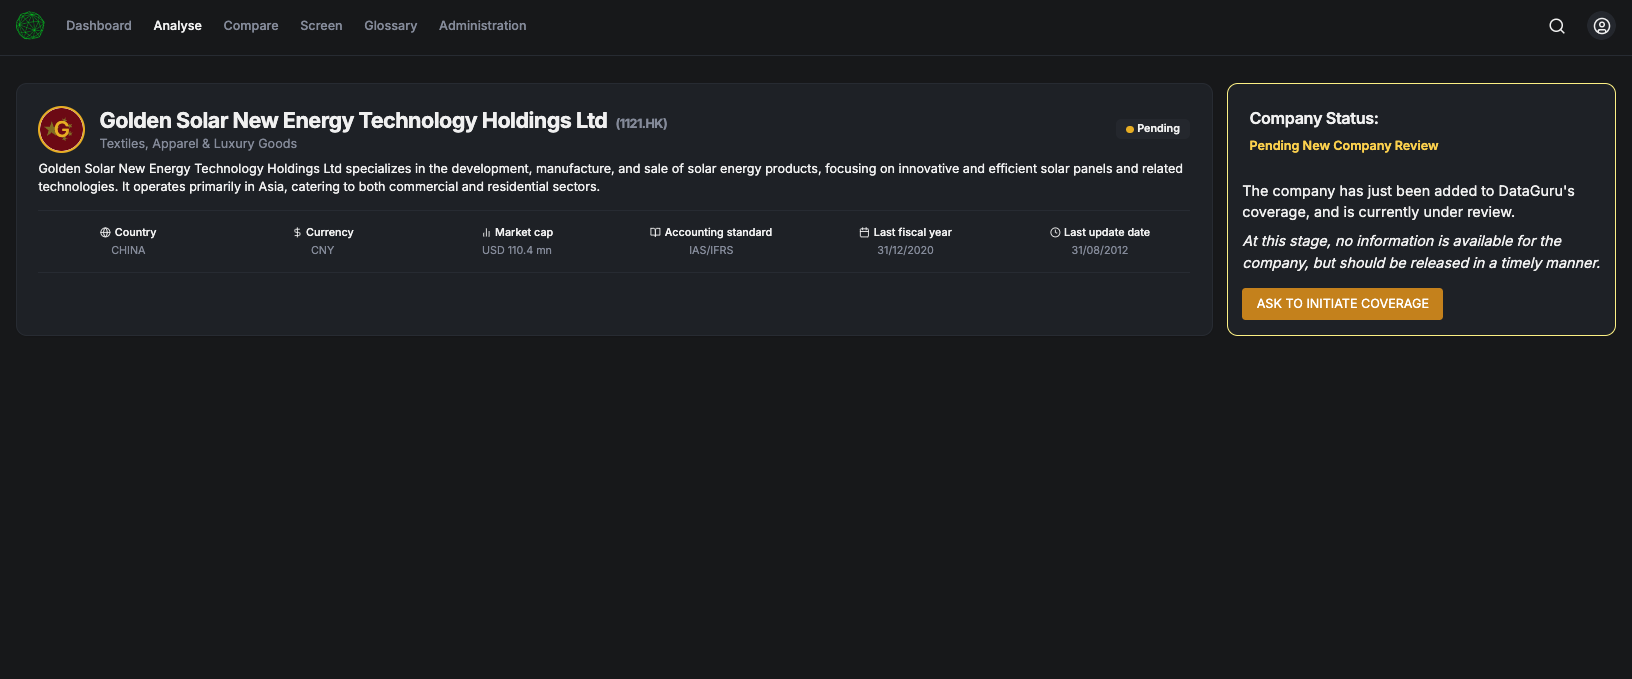 Dashboard Analyse Compare Screen Glossary Administration
G
Golden Solar New Energy Technology Holdings Ltd (1121.HK)
Textiles, Apparel & Luxury Goods
Pending
Golden Solar New Energy Technology Holdings Ltd specializes in the development, manufacture, and sale of solar energy products, focusing on innovative and efficient solar panels and related
technologies. It operates primarily in Asia, catering to both commercial and residential sectors.
Country Currency Market cap Accounting standard Last fiscal year Last update date
CHINA CNY USD 110.4 mn IAS/IFRS 31/12/2020 31/08/2012
Company Status:
Pending New Company Review
The company has just been added to DataGuru's
coverage, and is currently under review.
At this stage, no information is available for the
company, but should be released in a timely manner.
ASK TO INITIATE COVERAGE